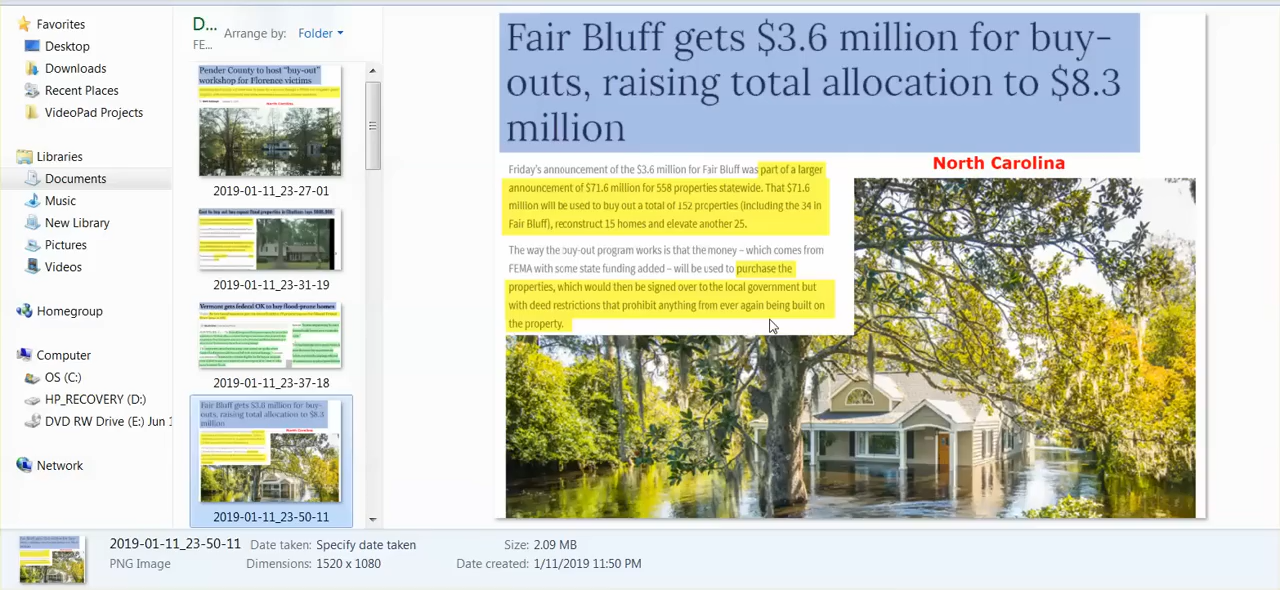 Favorites
Desktop
Downloads
Recent Places
VideoPad Projects
Libraries
Documents
Music
New Library
Pictures
Videos
Homegroup
Computer
OS (C:)
HP_RECOVERY (D:)
DVD RW Drive (E:) Jun 1
Network
D...
FE...
Arrange by: Folder
Pender County to host "buy-out"
workshop for Florence victims
North Carolina
2019-01-11_23-27-01
2019-01-11_23-31-19
Vermont gets federal OK to buy flood-prone homes
2019-01-11_23-37-18
Fair Bluff gets $3.6 million for buy-
outs, raising total allocation to $8.3
million
North Carolina
2019-01-11_23-50-11
Fair Bluff gets $3.6 million for buy-
outs, raising total allocation to $8.3
million
Friday's announcement of the $3.6 million for Fair Bluff was part of a larger
announcement of $71.6 million for 558 properties statewide. That $71.6
million will be used to buy out a total of 152 properties (including the 34 in
Fair Bluff), reconstruct 15 homes and elevate another 25.
The way the buy-out program works is that the money – which comes from
FEMA with some state funding added – will be used to purchase the
properties, which would then be signed over to the local government but
with deed restrictions that prohibit anything from ever again being built on
the property.
North Carolina
2019-01-11_23-50-11 Date taken: Specify date taken Size: 2.09 MB
PNG Image Dimensions: 1520 x 1080 Date created: 1/11/2019 11:50 PM